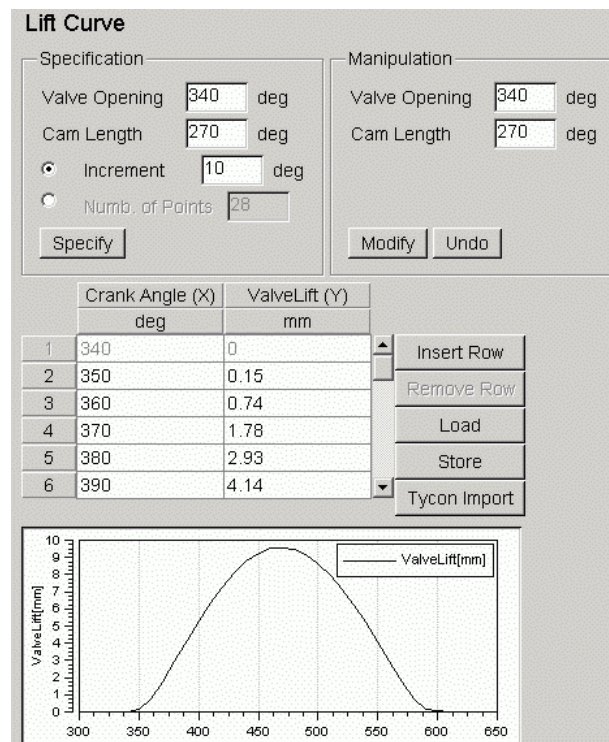 Lift Curve
Specification
Valve Opening 340 deg
Cam Length 270 deg
Increment 10 deg
Numb. of Points 28
Specify
Manipulation
Valve Opening 340 deg
Cam Length 270 deg
Modify Undo
Crank Angle (X) ValveLift (Y)
deg mm
1 340 0
2 350 0.15
3 360 0.74
4 370 1.78
5 380 2.93
6 390 4.14
Insert Row
Remove Row
Load
Store
Tycon Import
ValveLift[mm]
10
9
8
7
6
5
4
3
2
1
0
ValveLift[mm]
300 350 400 450 500 550 600 650